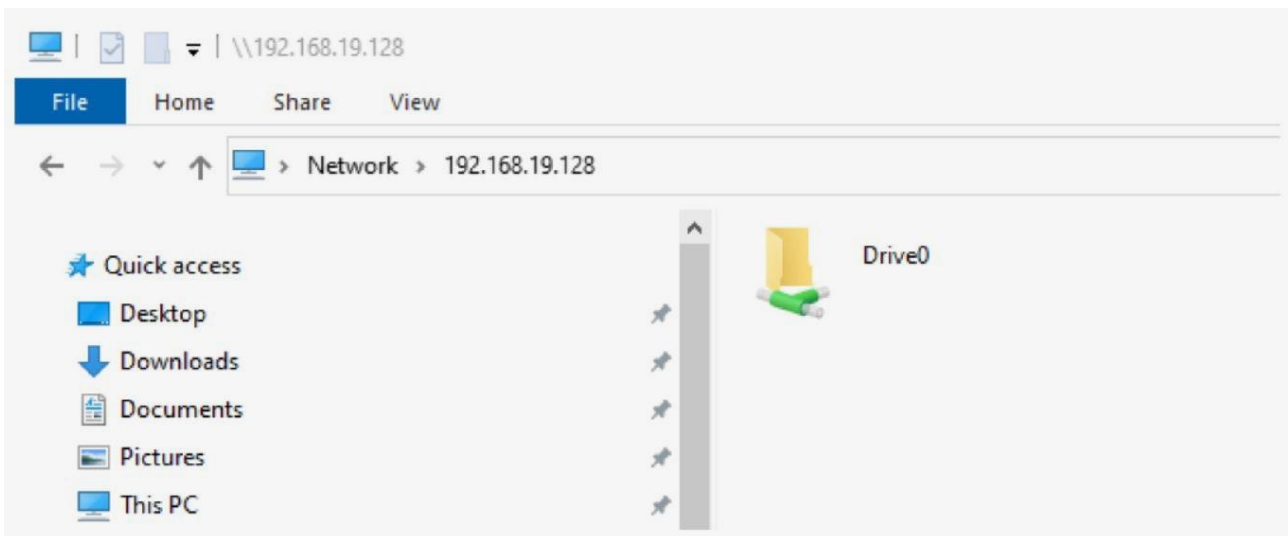 \\192.168.19.128
File Home Share View
Network > 192.168.19.128
Quick access
Desktop
Downloads
Documents
Pictures
This PC
Drive0